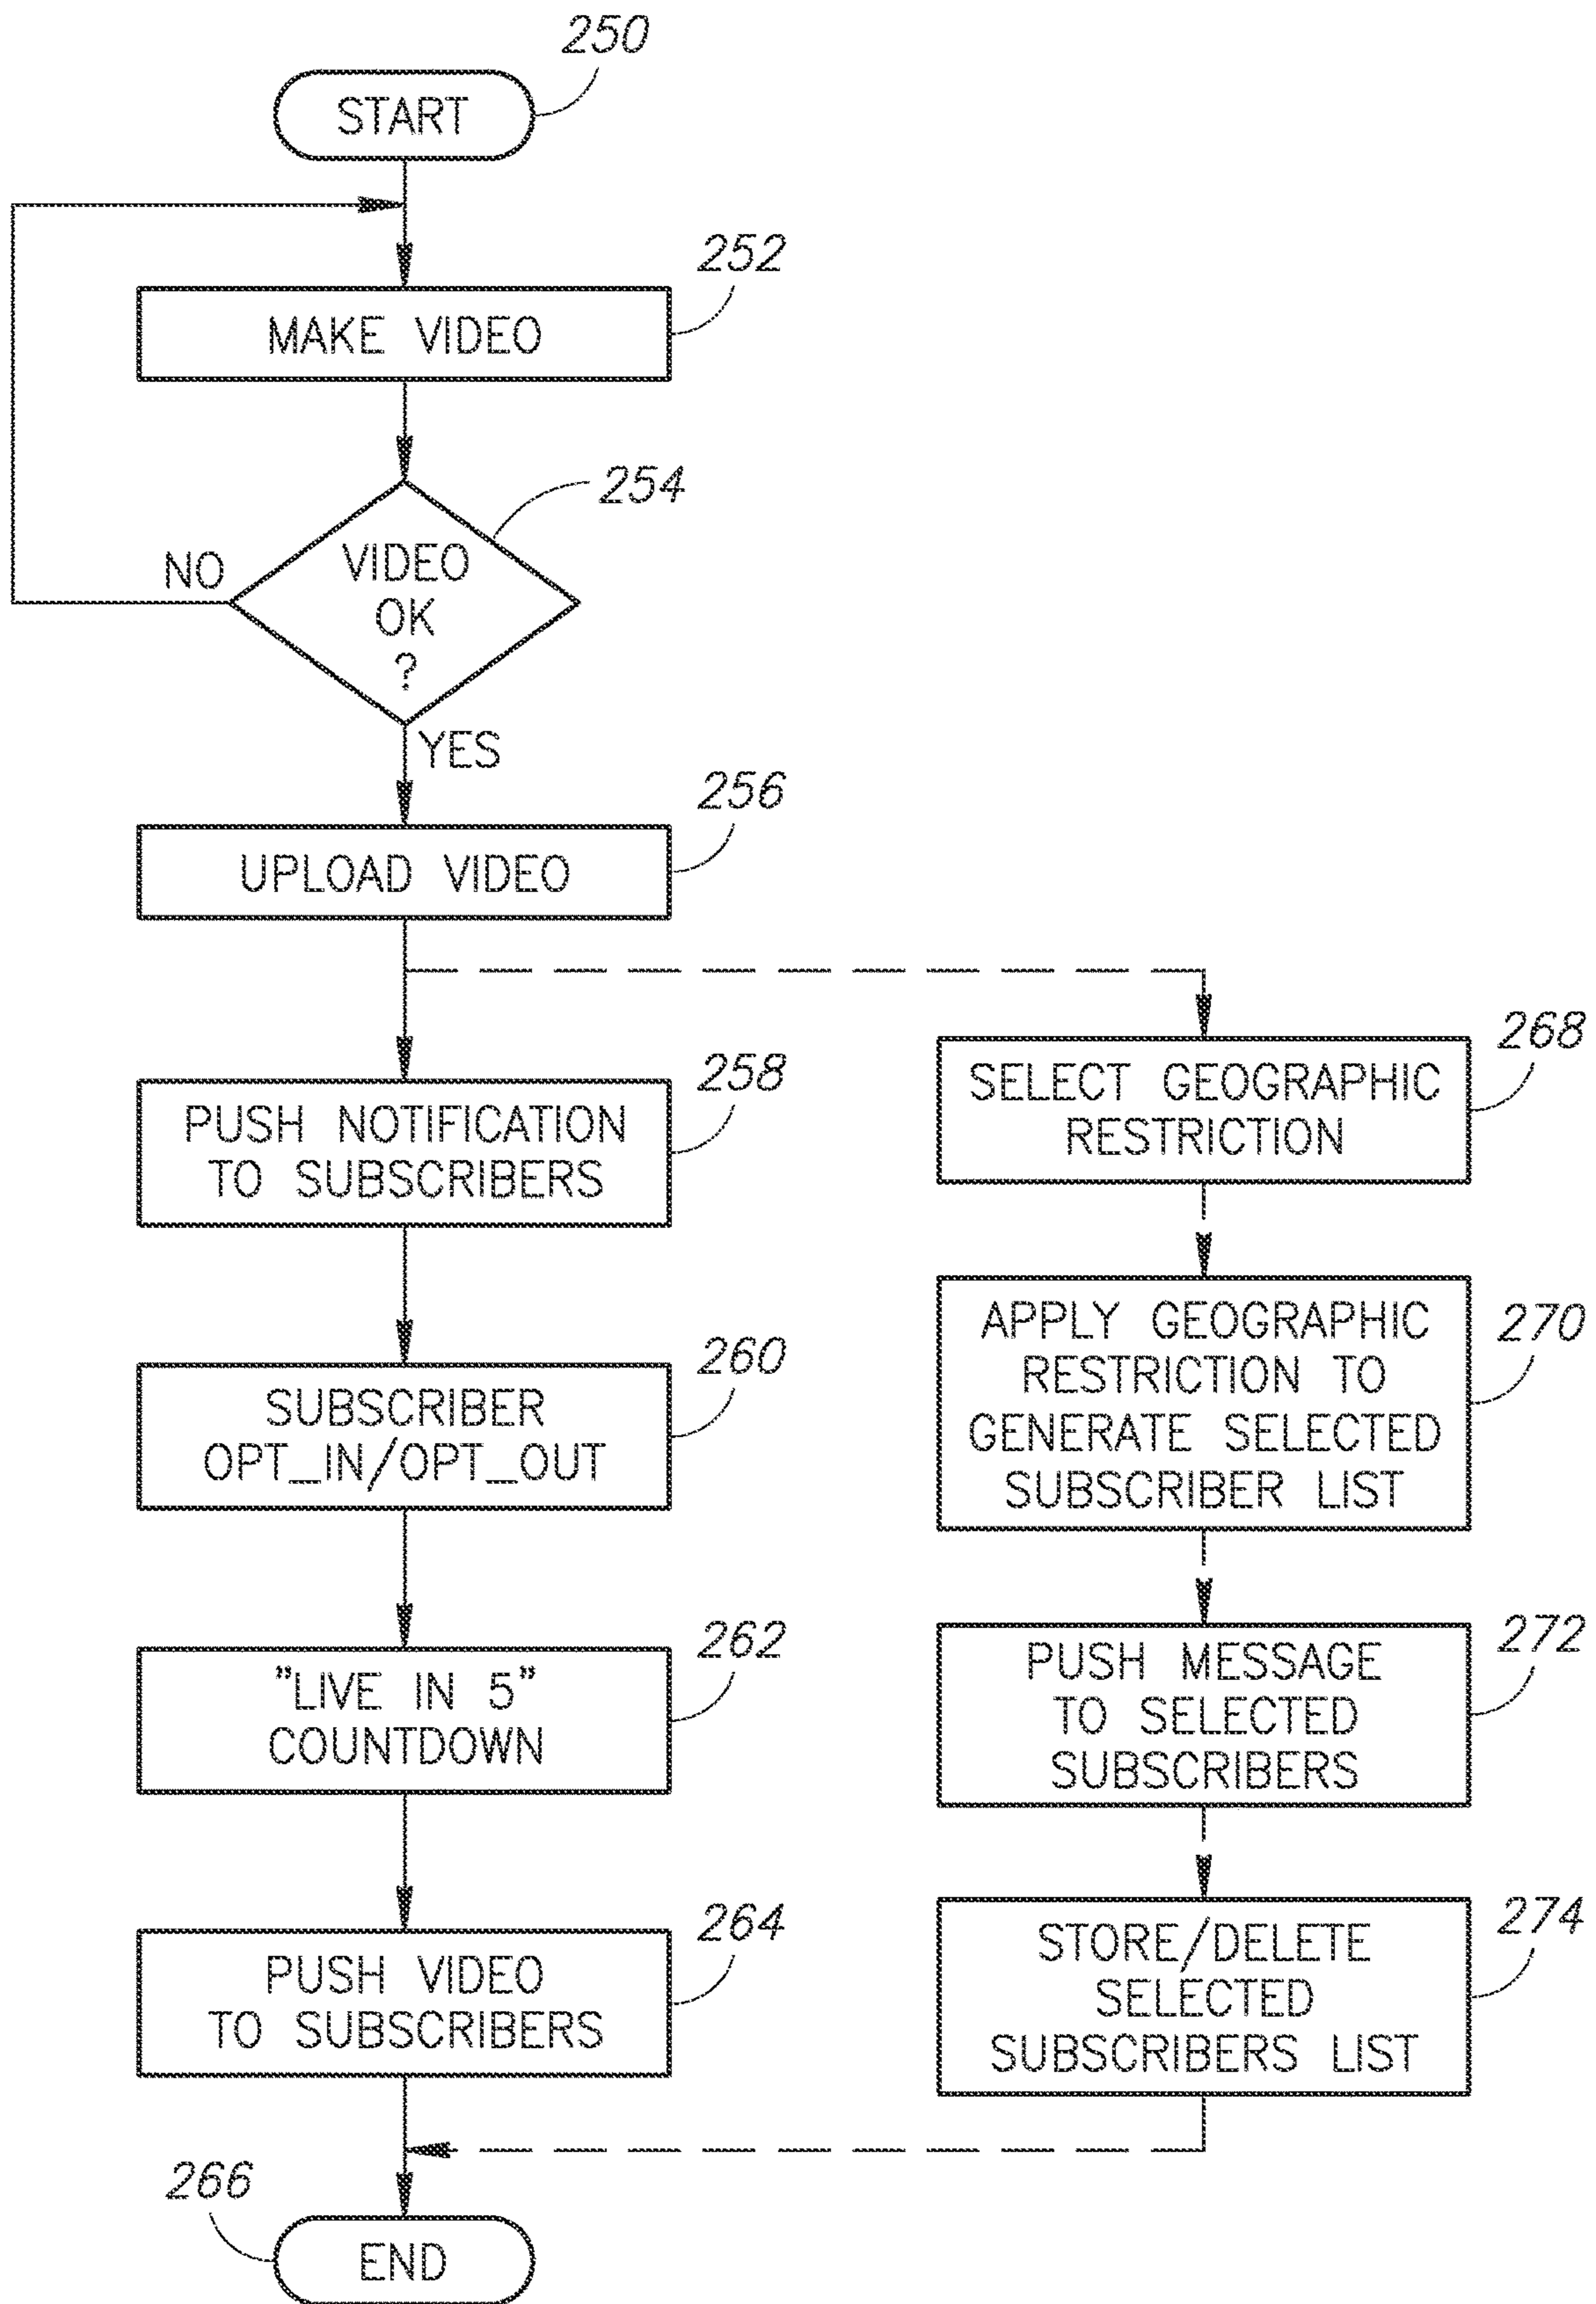 250
START
252
MAKE VIDEO
254
NO
VIDEO
OK
?
YES
256
UPLOAD VIDEO
258
PUSH NOTIFICATION
TO SUBSCRIBERS
260
SUBSCRIBER
OPT_IN/OPT_OUT
262
"LIVE IN 5"
COUNTDOWN
264
PUSH VIDEO
TO SUBSCRIBERS
268
SELECT GEOGRAPHIC
RESTRICTION
270
APPLY GEOGRAPHIC
RESTRICTION TO
GENERATE SELECTED
SUBSCRIBER LIST
272
PUSH MESSAGE
TO SELECTED
SUBSCRIBERS
274
STORE/DELETE
SELECTED
SUBSCRIBERS LIST
266
END